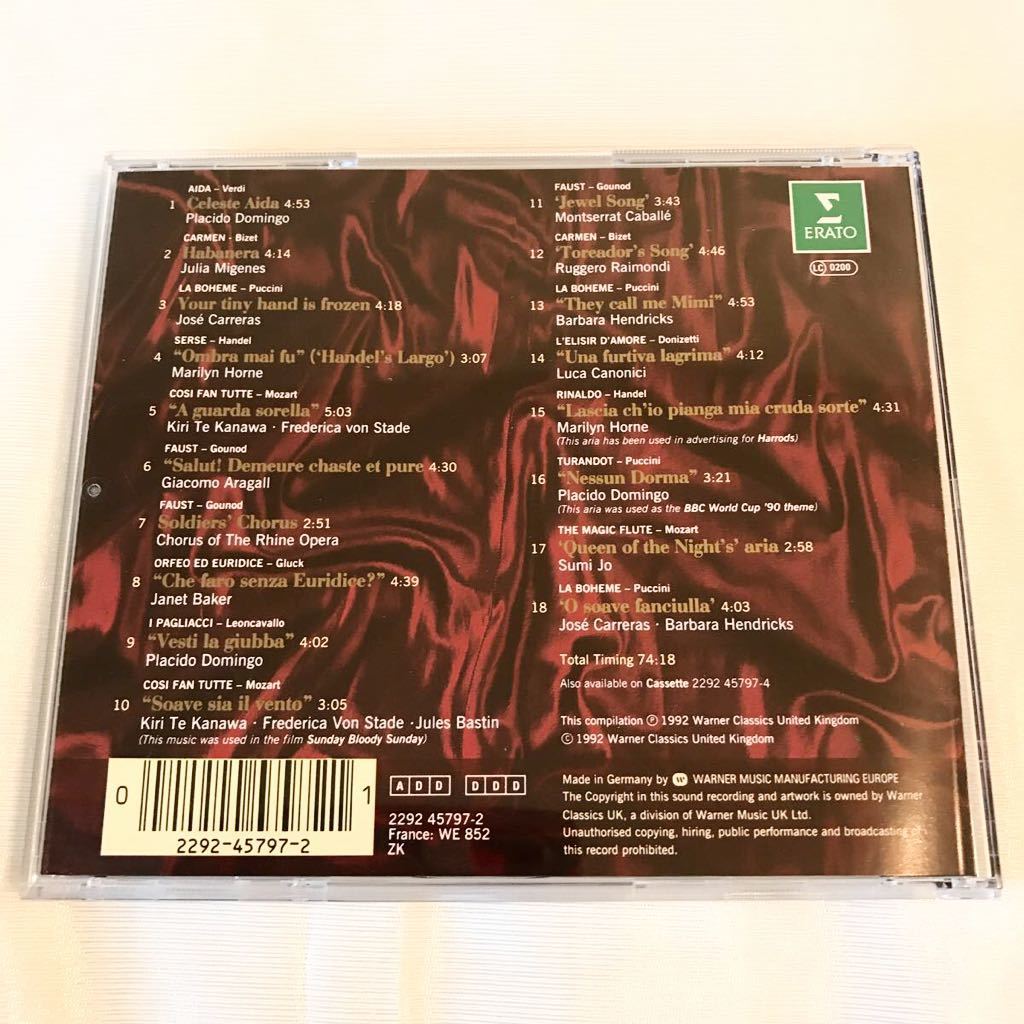 AIDA – Verdi
1 Celeste Aida 4:53
Placido Domingo
CARMEN - Bizet
2 Habanera 4:14
Julia Migenes
LA BOHEME – Puccini
3 Your tiny hand is frozen 4:18
José Carreras
SERSE – Handel
4 "Ombra mai fu" ('Handel's Largo') 3:07
Marilyn Horne
COSI FAN TUTTE – Mozart
5 "A guarda sorella" 5:03
Kiri Te Kanawa · Frederica von Stade
FAUST – Gounod
6 "Salut! Demeure chaste et pure 4:30
Giacomo Aragall
FAUST – Gounod
7 Soldiers' Chorus 2:51
Chorus of The Rhine Opera
ORFEO ED EURIDICE – Gluck
8 "Che faro senza Euridice?" 4:39
Janet Baker
I PAGLIACCI – Leoncavallo
9 "Vesti la giubba" 4:02
Placido Domingo
COSI FAN TUTTE – Mozart
10 "Soave sia il vento" 3:05
Kiri Te Kanawa · Frederica Von Stade · Jules Bastin
(This music was used in the film Sunday Bloody Sunday)
FAUST – Gounod
11 'Jewel Song' 3:43
Montserrat Caballé
CARMEN – Bizet
12 'Toreador's Song' 4:46
Ruggero Raimondi
LA BOHEME – Puccini
13 "They call me Mimi" 4:53
Barbara Hendricks
L'ELISIR D'AMORE – Donizetti
14 "Una furtiva lagrima" 4:12
Luca Canonici
RINALDO – Handel
15 "Lascia ch'io pianga mia cruda sorte" 4:31
Marilyn Horne
(This aria has been used in advertising for Harrods)
TURANDOT – Puccini
16 "Nessun Dorma" 3:21
Placido Domingo
(This aria was used as the BBC World Cup '90 theme)
THE MAGIC FLUTE – Mozart
17 'Queen of the Night's' aria 2:58
Sumi Jo
LA BOHEME – Puccini
18 'O soave fanciulla' 4:03
José Carreras · Barbara Hendricks
Total Timing 74:18
Also available on Cassette 2292 45797-4
This compilation ℗ 1992 Warner Classics United Kingdom
© 1992 Warner Classics United Kingdom
ERATO
LC 0200
0 1
2292-45797-2
ADD DDD
2292 45797-2
France: WE 852
ZK
Made in Germany by WARNER MUSIC MANUFACTURING EUROPE
The Copyright in this sound recording and artwork is owned by Warner
Classics UK, a division of Warner Music UK Ltd.
Unauthorised copying, hiring, public performance and broadcasting of
this record prohibited.